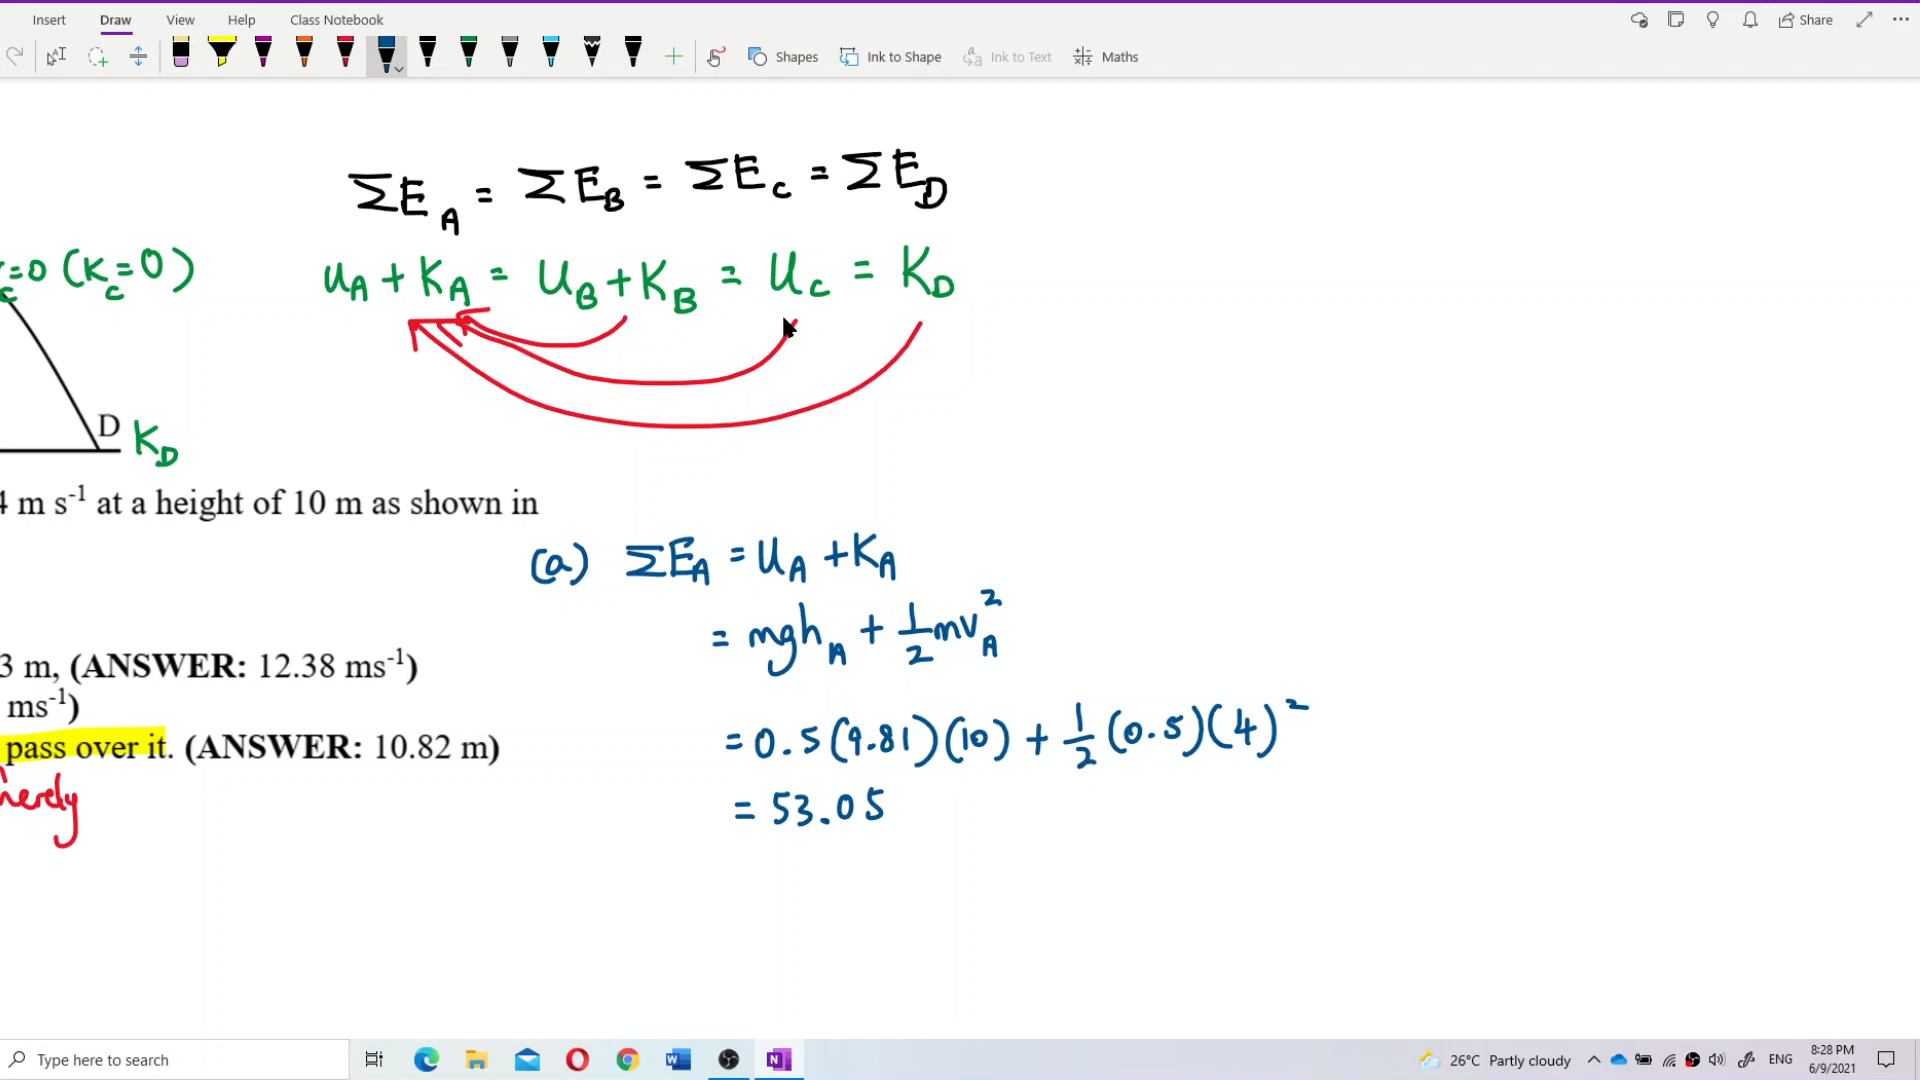 Insert Draw View Help Class Notebook Share
Shapes Ink to Shape Ink to Text Maths
ΣE_A = ΣE_B = ΣE_C = ΣE_D
=0 (K_C=0)
U_A + K_A = U_B + K_B = U_C = K_D
D K_D
4 m s⁻¹ at a height of 10 m as shown in
(a) ΣE_A = U_A + K_A
= mgh_A + 1/2 mv_A²
3 m, (ANSWER: 12.38 ms⁻¹)
ms⁻¹)
= 0.5(9.81)(10) + 1/2 (0.5)(4)²
pass over it. (ANSWER: 10.82 m)
= 53.05
Type here to search
26°C Partly cloudy
ENG
8:28 PM
6/9/2021